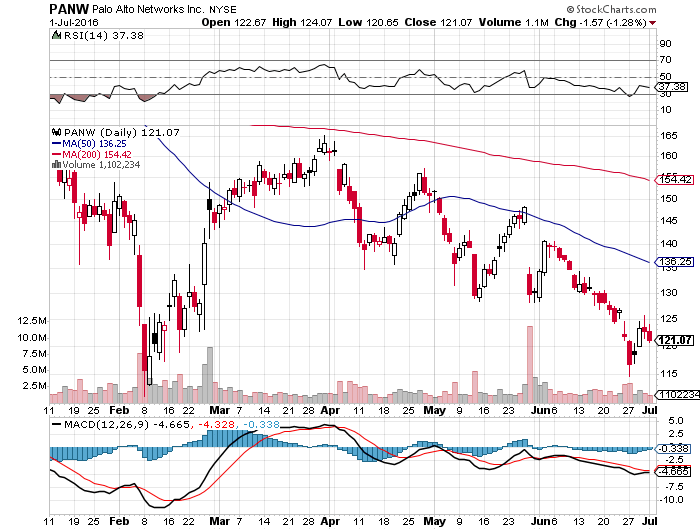 PANW Palo Alto Networks Inc. NYSE © StockCharts.com
1-Jul-2016 Open 122.67 High 124.07 Low 120.65 Close 121.07 Volume 1.1M Chg -1.57 (-1.28%)
RSI(14) 37.38
90
70
50
37.38
30
10
PANW (Daily) 121.07
MA(50) 136.25
MA(200) 154.42
Volume 1,102,234
165
160
154.42
150
145
140
136.25
130
125
121.07
120
115
1102234
12.5M
10.0M
7.5M
5.0M
2.5M
11 19 25 Feb 8 16 22 Mar 7 14 21 28 Apr 11 18 25 May 9 16 23 Jun 6 13 20 27 Jul
MACD(12,26,9) -4.665, -4.328, -0.338
5.0
2.5
-0.338
-2.5
-4.665
-7.5
-10.0
11 19 25 Feb 8 16 22 Mar 7 14 21 28 Apr 11 18 25 May 9 16 23 Jun 6 13 20 27 Jul